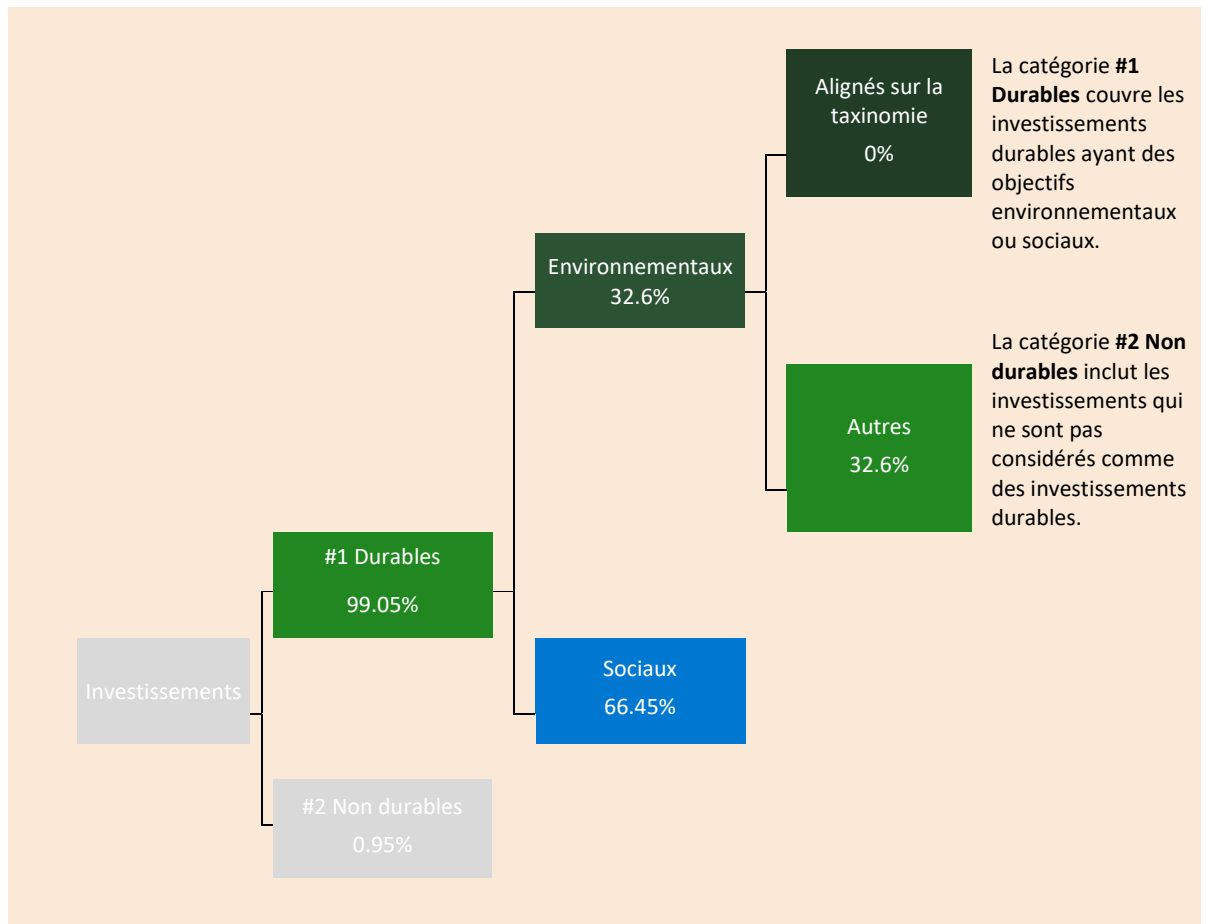 Alignés sur la
taxinomie
0%
La catégorie #1
Durables couvre les
investissements
durables ayant des
objectifs
environnementaux
ou sociaux.
Environnementaux
32.6%
La catégorie #2 Non
durables inclut les
investissements qui
ne sont pas
considérés comme
des investissements
durables.
Autres
32.6%
#1 Durables
99.05%
Sociaux
66.45%
Investissements
#2 Non durables
0.95%